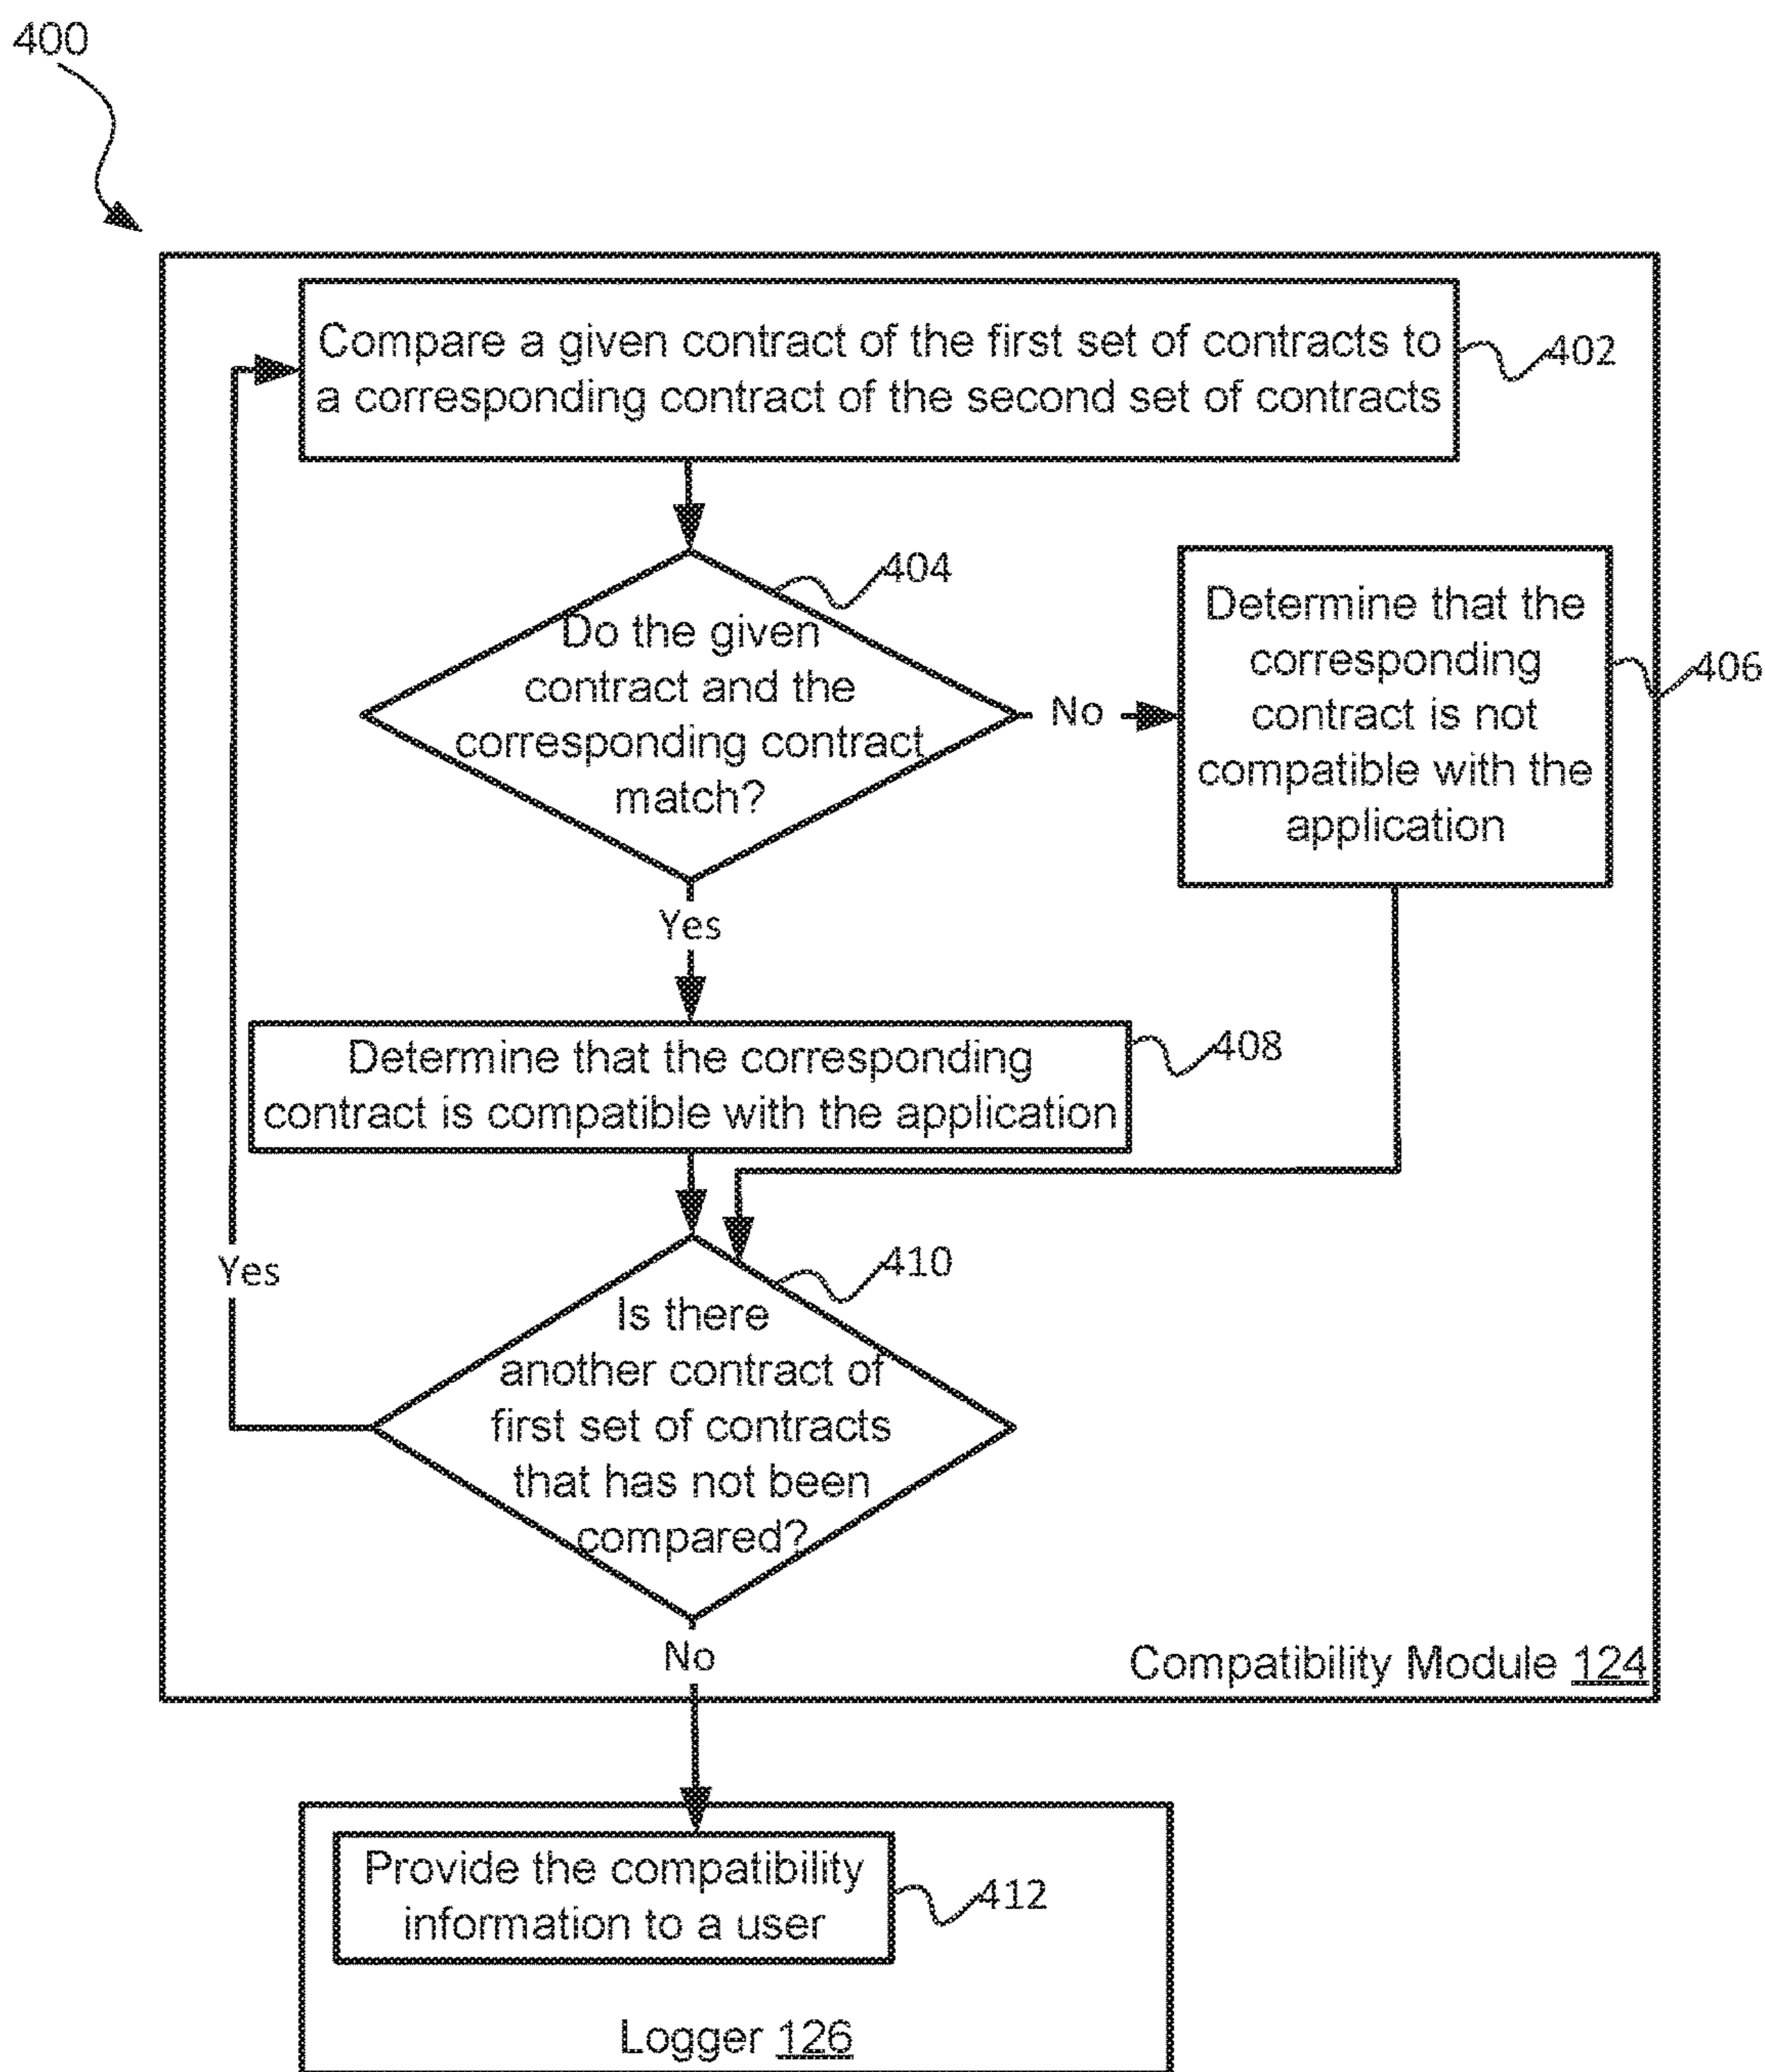 400
Compare a given contract of the first set of contracts to
a corresponding contract of the second set of contracts
402
404
Do the given
contract and the
corresponding contract
match?
No
Determine that the
corresponding
contract is not
compatible with the
application
406
Yes
Determine that the corresponding
contract is compatible with the application
408
Yes
410
Is there
another contract of
first set of contracts
that has not been
compared?
No
Compatibility Module 124
Provide the compatibility
information to a user
412
Logger 126